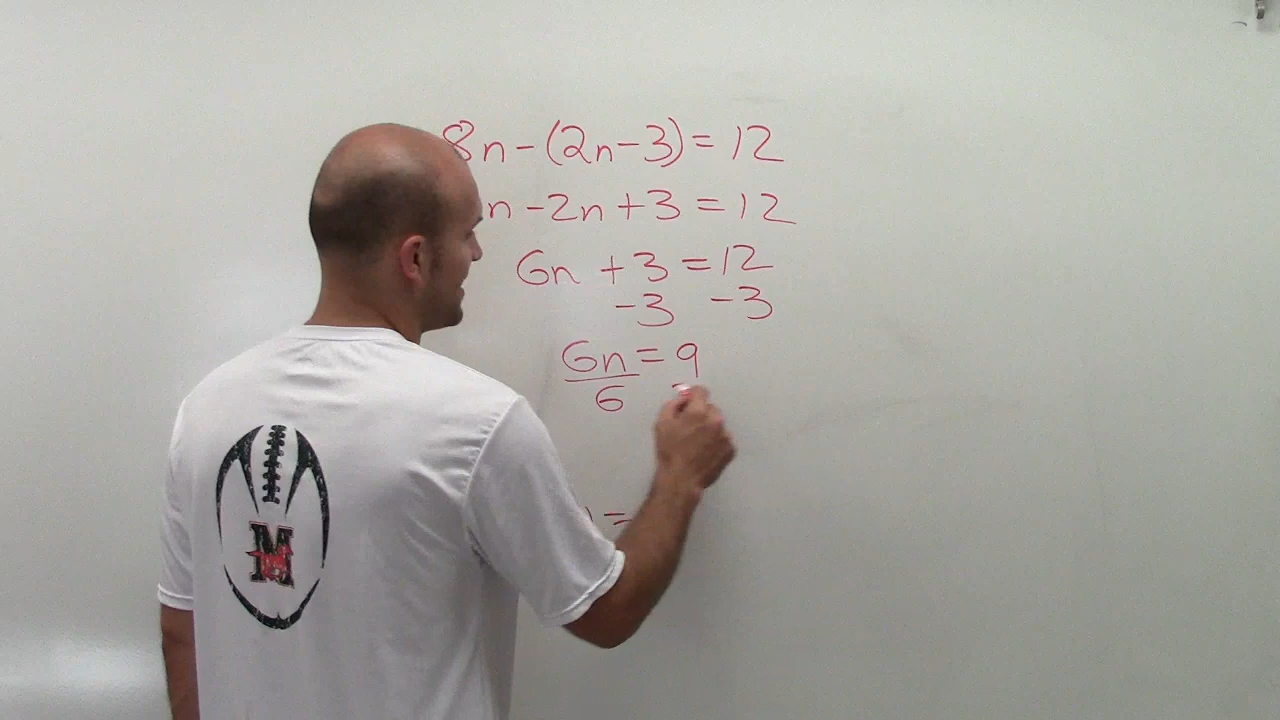 8n-(2n-3)=12
n-2n+3=12
6n+3=12
-3 -3
6n=9
6
n=
M